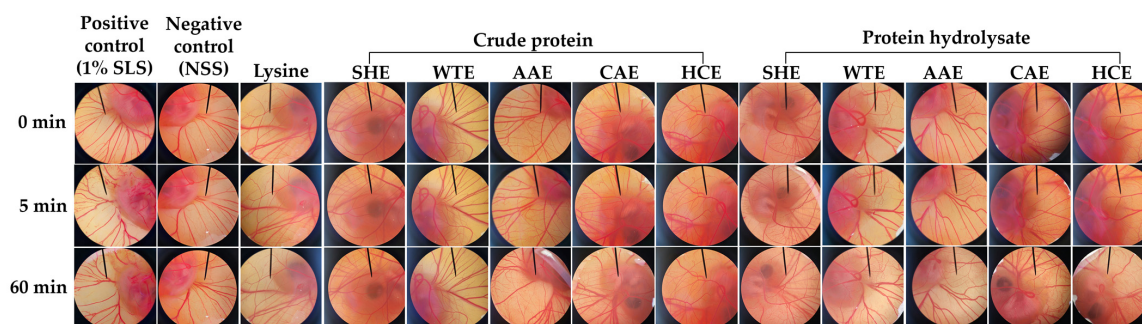 Positive control (1% SLS)
Negative control (NSS)
Lysine
Crude protein
SHE WTE AAE CAE HCE
Protein hydrolysate
SHE WTE AAE CAE HCE
0 min
5 min
60 min